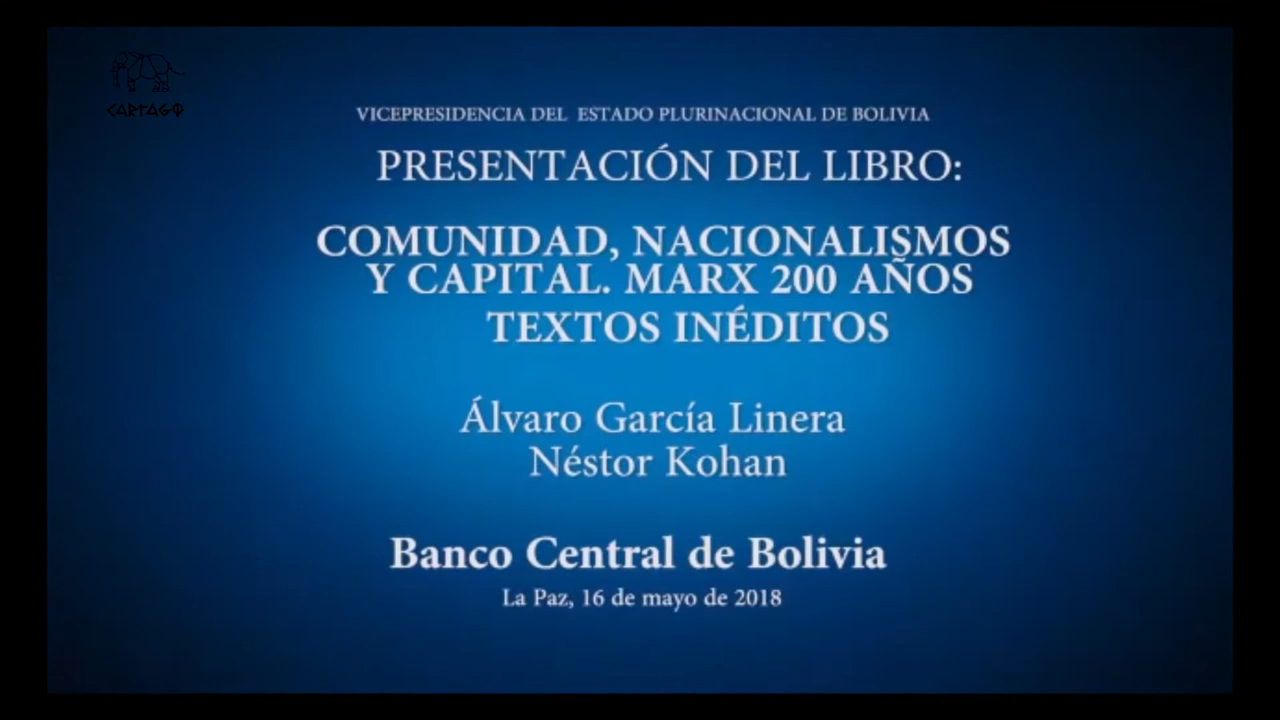 CARTAGO
VICEPRESIDENCIA DEL ESTADO PLURINACIONAL DE BOLIVIA
PRESENTACIÓN DEL LIBRO:
COMUNIDAD, NACIONALISMOS
Y CAPITAL. MARX 200 AÑOS
TEXTOS INÉDITOS
Álvaro García Linera
Néstor Kohan
Banco Central de Bolivia
La Paz, 16 de mayo de 2018